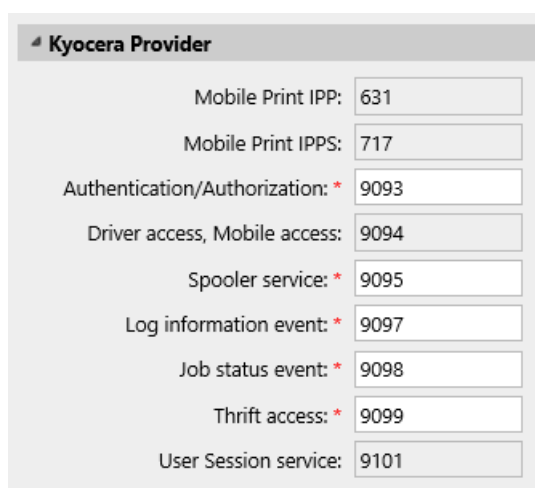 Kyocera Provider
Mobile Print IPP: 631
Mobile Print IPPS: 717
Authentication/Authorization: * 9093
Driver access, Mobile access: 9094
Spooler service: * 9095
Log information event: * 9097
Job status event: * 9098
Thrift access: * 9099
User Session service: 9101